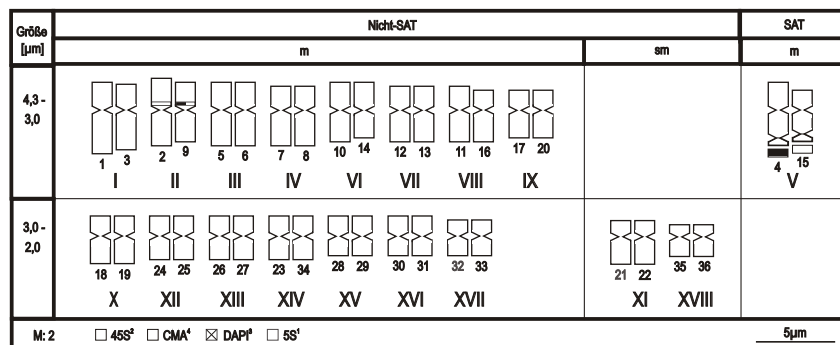 Größe
[µm]
Nicht-SAT
SAT
m
sm
m
4,3 -
3,0
1 3 2 9 5 6 7 8 10 14 12 13 11 16 17 20 4 15
I II III IV VI VII VIII IX V
3,0 -
2,0
18 19 24 25 26 27 23 34 28 29 30 31 32 33 21 22 35 36
X XII XIII XIV XV XVI XVII XI XVIII
M: 2 45S² CMA⁴ DAPI⁸ 5S¹ 5µm